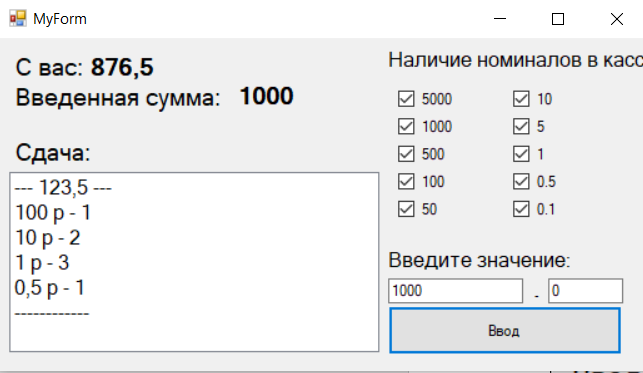 MyForm
С вас: 876,5
Введенная сумма: 1000
Сдача:
--- 123,5 ---
100 р - 1
10 р - 2
1 р - 3
0,5 р - 1
------------
Наличие номиналов в касс
5000 10
1000 5
500 1
100 0.5
50 0.1
Введите значение:
1000 - 0
Ввод